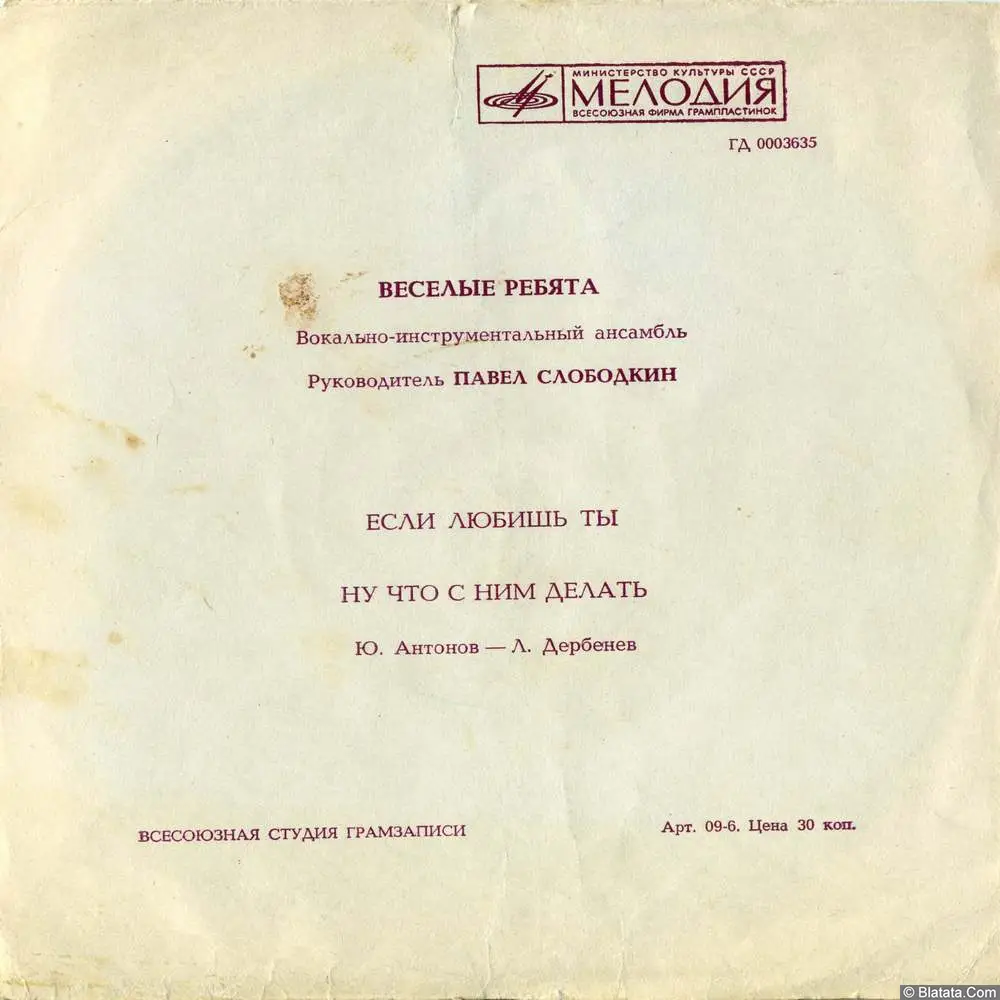 МИНИСТЕРСТВО КУЛЬТУРЫ СССР
МЕЛОДИЯ
ВСЕСОЮЗНАЯ ФИРМА ГРАМПЛАСТИНОК
ГД 0003635
ВЕСЕЛЫЕ РЕБЯТА
Вокально-инструментальный ансамбль
Руководитель ПАВЕЛ СЛОБОДКИН
ЕСЛИ ЛЮБИШЬ ТЫ
НУ ЧТО С НИМ ДЕЛАТЬ
Ю. Антонов — Л. Дербенев
ВСЕСОЮЗНАЯ СТУДИЯ ГРАМЗАПИСИ
Арт. 09-6. Цена 30 коп.
© Blatata.Com